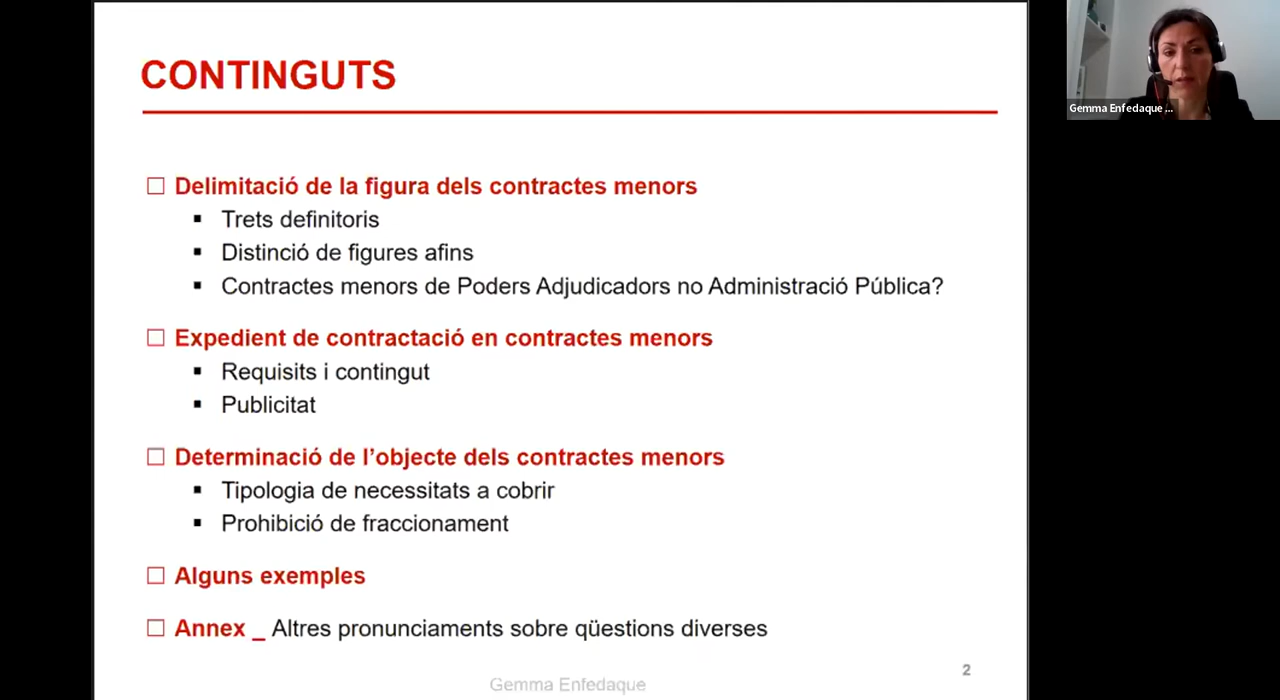 CONTINGUTS
Delimitació de la figura dels contractes menors
Trets definitoris
Distinció de figures afins
Contractes menors de Poders Adjudicadors no Administració Pública?
Expedient de contractació en contractes menors
Requisits i contingut
Publicitat
Determinació de l’objecte dels contractes menors
Tipologia de necessitats a cobrir
Prohibició de fraccionament
Alguns exemples
Annex _ Altres pronunciaments sobre qüestions diverses
2
Gemma Enfedaque
Gemma Enfedaque ...